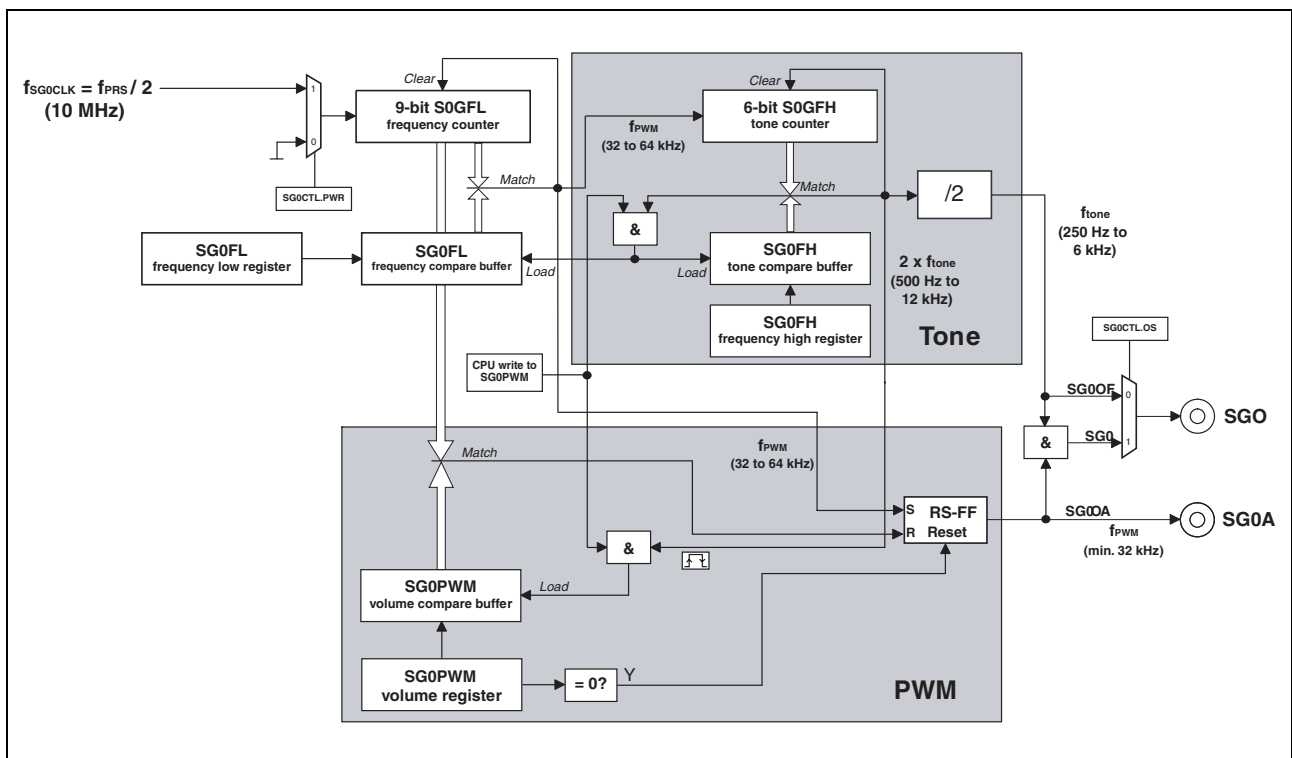 fSG0CLK = fPRS / 2
(10 MHz)
1
0
SG0CTL.PWR
Clear
9-bit S0GFL
frequency counter
Match
SG0FL
frequency low register
SG0FL
frequency compare buffer
Load
&
Load
fPWM
(32 to 64 kHz)
Clear
6-bit S0GFH
tone counter
Match
SG0FH
tone compare buffer
SG0FH
frequency high register
/2
2 x ftone
(500 Hz to
12 kHz)
Tone
ftone
(250 Hz to
6 kHz)
SG0CTL.OS
CPU write to
SG0PWM
SG0OF
0
SG0
1
&
SGO
Match
fPWM
(32 to 64 kHz)
S
RS-FF
R
Reset
SG0OA
SG0A
fPWM
(min. 32 kHz)
&
SG0PWM
volume compare buffer
Load
SG0PWM
volume register
= 0?
Y
PWM